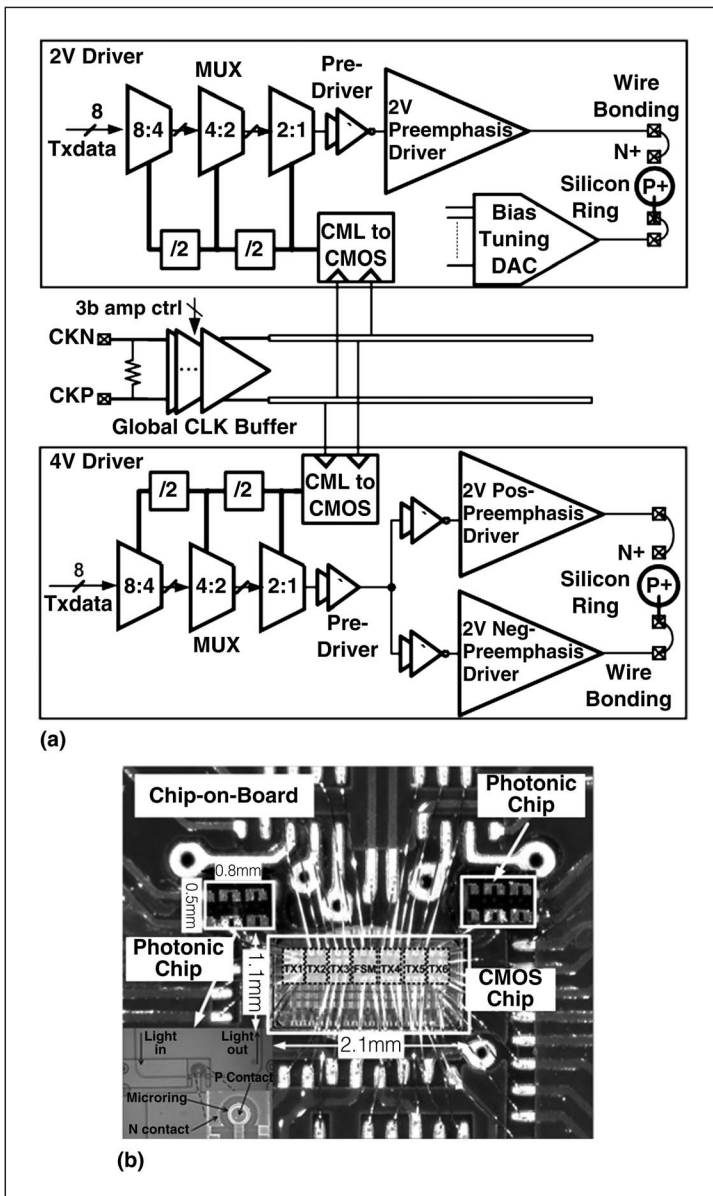 2V Driver
MUX
Pre-
Driver
8
Txdata
8:4
4:2
2:1
2V
Preemphasis
Driver
Wire
Bonding
N+
Silicon
Ring
P+
/2
/2
CML to
CMOS
Bias
Tuning
DAC
3b amp ctrl
CKN
CKP
Global CLK Buffer
4V Driver
/2
/2
CML to
CMOS
8
Txdata
8:4
4:2
2:1
MUX
Pre-
Driver
2V Pos-
Preemphasis
Driver
N+
Silicon
Ring
P+
2V Neg-
Preemphasis
Driver
Wire
Bonding
(a)
Chip-on-Board
Photonic
Chip
0.8mm
0.5mm
Photonic
Chip
1.1mm
TX1
TX2
TX3
FSM
TX4
TX5
TX6
CMOS
Chip
2.1mm
Light
in
Light
out
P Contact
Microring
N contact
(b)